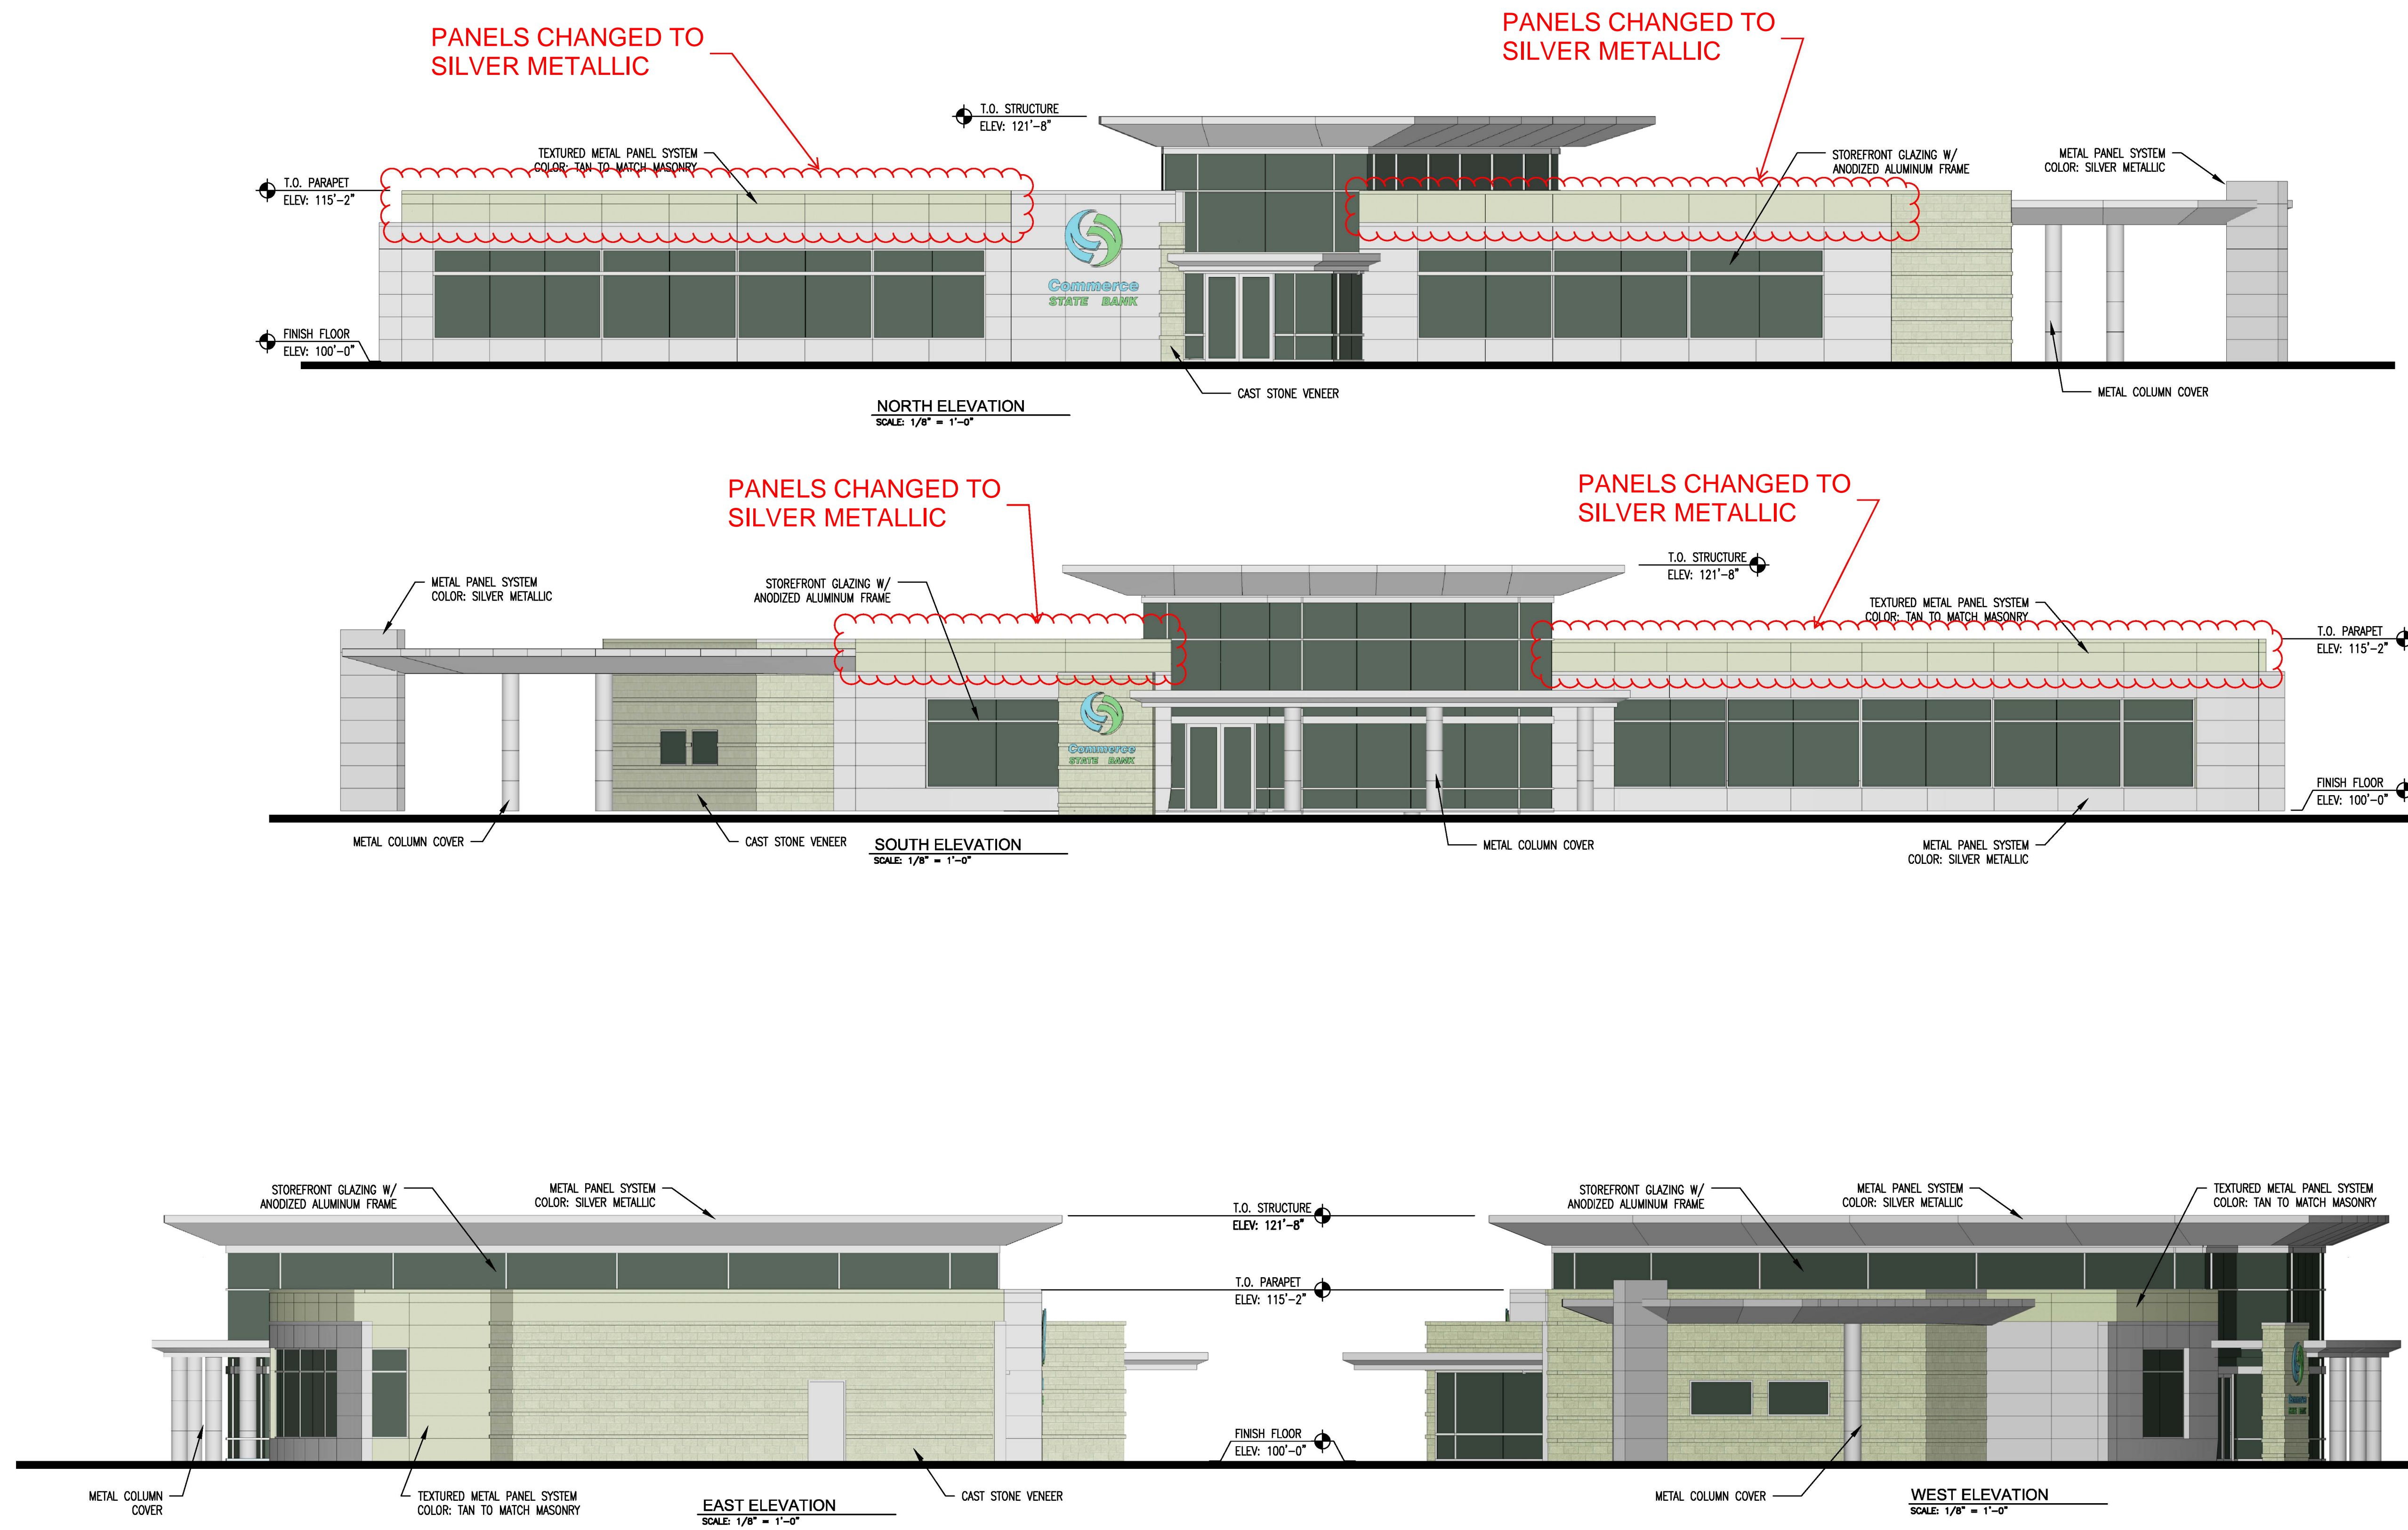 PANELS CHANGED TO
SILVER METALLIC
PANELS CHANGED TO
SILVER METALLIC
T.O. STRUCTURE
ELEV: 121'-8"
TEXTURED METAL PANEL SYSTEM
COLOR: TAN TO MATCH MASONRY
STOREFRONT GLAZING W/
ANODIZED ALUMINUM FRAME
METAL PANEL SYSTEM
COLOR: SILVER METALLIC
T.O. PARAPET
ELEV: 115'-2"
Commerce
STATE BANK
FINISH FLOOR
ELEV: 100'-0"
CAST STONE VENEER
METAL COLUMN COVER
NORTH ELEVATION
SCALE: 1/8" = 1'-0"
PANELS CHANGED TO
SILVER METALLIC
PANELS CHANGED TO
SILVER METALLIC
T.O. STRUCTURE
ELEV: 121'-8"
METAL PANEL SYSTEM
COLOR: SILVER METALLIC
STOREFRONT GLAZING W/
ANODIZED ALUMINUM FRAME
TEXTURED METAL PANEL SYSTEM
COLOR: TAN TO MATCH MASONRY
T.O. PARAPET
ELEV: 115'-2"
Commerce
STATE BANK
FINISH FLOOR
ELEV: 100'-0"
METAL COLUMN COVER
CAST STONE VENEER
SOUTH ELEVATION
SCALE: 1/8" = 1'-0"
METAL COLUMN COVER
METAL PANEL SYSTEM
COLOR: SILVER METALLIC
STOREFRONT GLAZING W/
ANODIZED ALUMINUM FRAME
METAL PANEL SYSTEM
COLOR: SILVER METALLIC
T.O. STRUCTURE
ELEV: 121'-8"
STOREFRONT GLAZING W/
ANODIZED ALUMINUM FRAME
METAL PANEL SYSTEM
COLOR: SILVER METALLIC
TEXTURED METAL PANEL SYSTEM
COLOR: TAN TO MATCH MASONRY
T.O. PARAPET
ELEV: 115'-2"
FINISH FLOOR
ELEV: 100'-0"
METAL COLUMN
COVER
TEXTURED METAL PANEL SYSTEM
COLOR: TAN TO MATCH MASONRY
EAST ELEVATION
SCALE: 1/8" = 1'-0"
CAST STONE VENEER
METAL COLUMN COVER
WEST ELEVATION
SCALE: 1/8" = 1'-0"